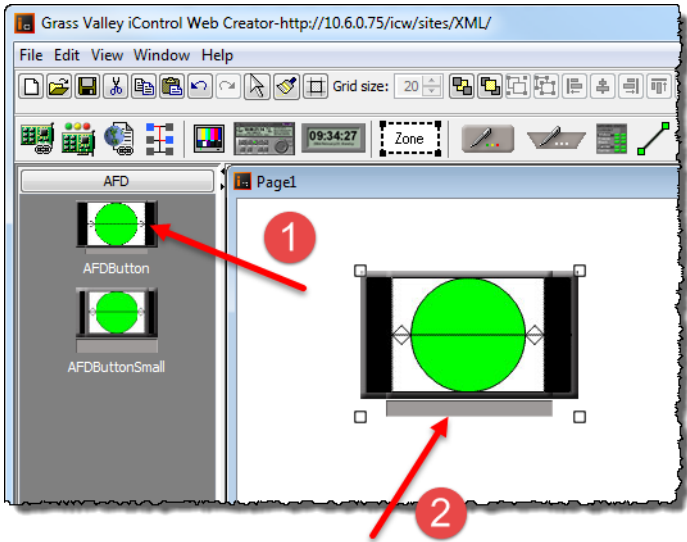 Grass Valley iControl Web Creator-http://10.6.0.75/icw/sites/XML/
File Edit View Window Help
Grid size: 20
09:34:27 Zone
AFD
Page1
1
AFDButton
AFDButtonSmall
2